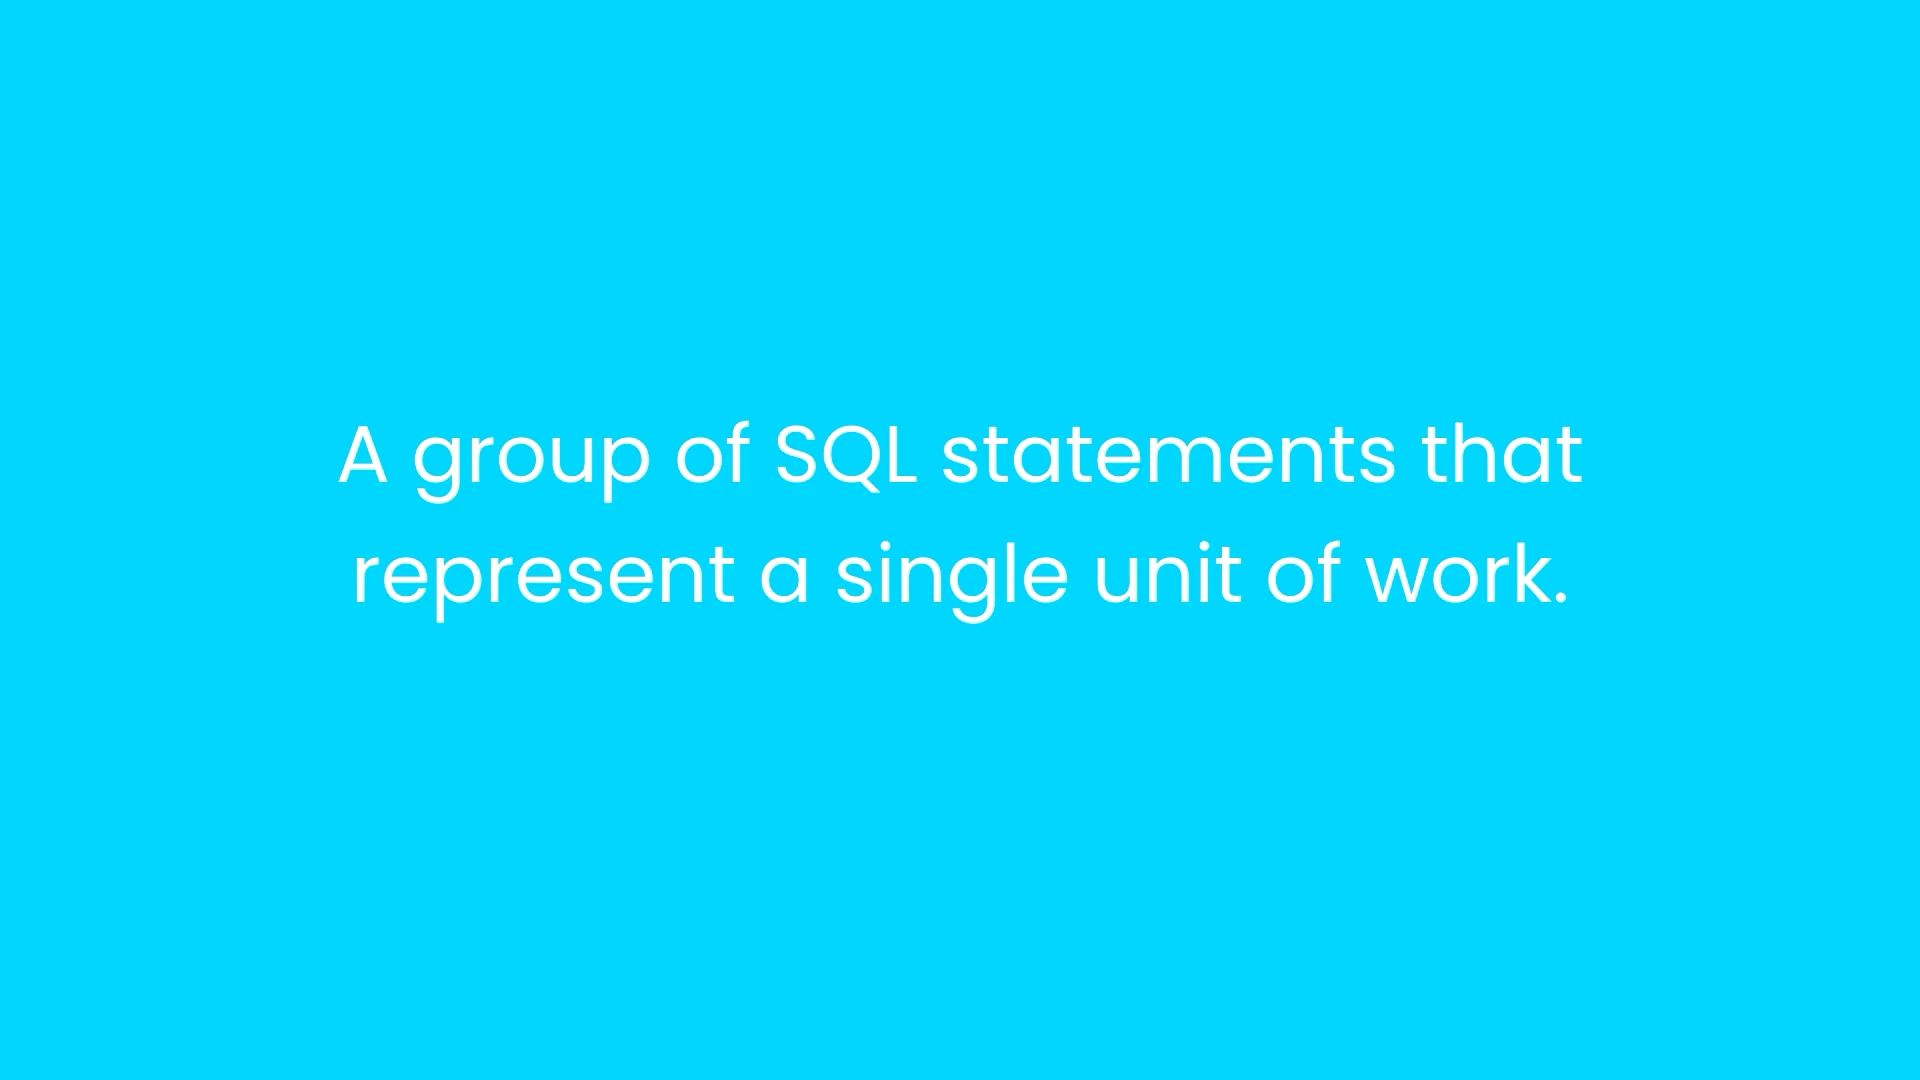 A group of SQL statements that
represent a single unit of work.